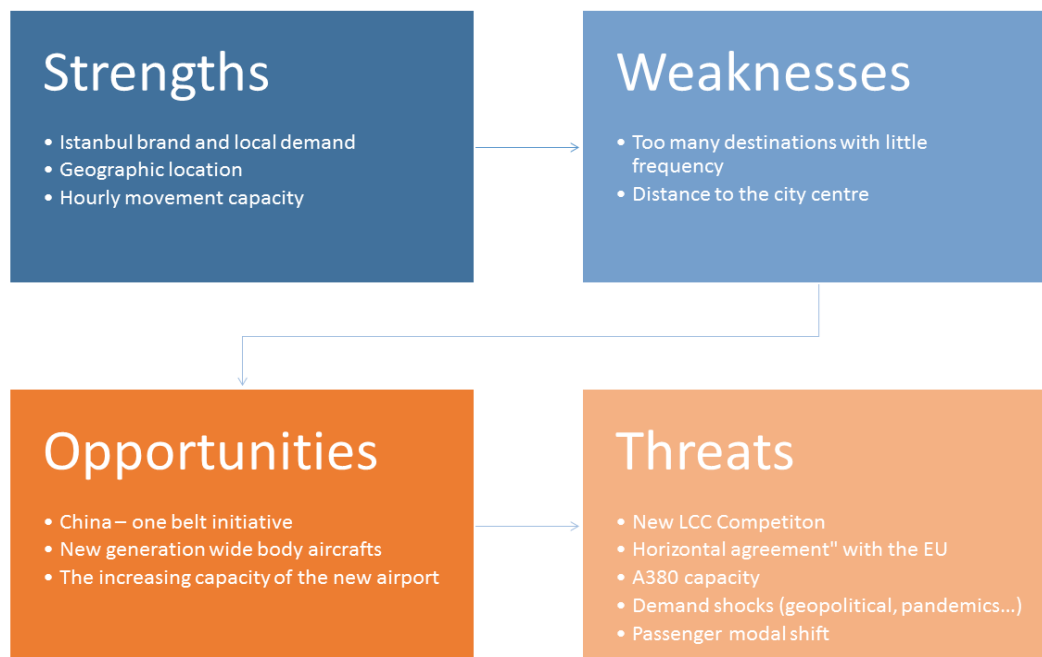 Strengths
• Istanbul brand and local demand
• Geographic location
• Hourly movement capacity
Weaknesses
• Too many destinations with little
frequency
• Distance to the city centre
Opportunities
• China – one belt initiative
• New generation wide body aircrafts
• The increasing capacity of the new airport
Threats
• New LCC Competiton
• Horizontal agreement" with the EU
• A380 capacity
• Demand shocks (geopolitical, pandemics...)
• Passenger modal shift